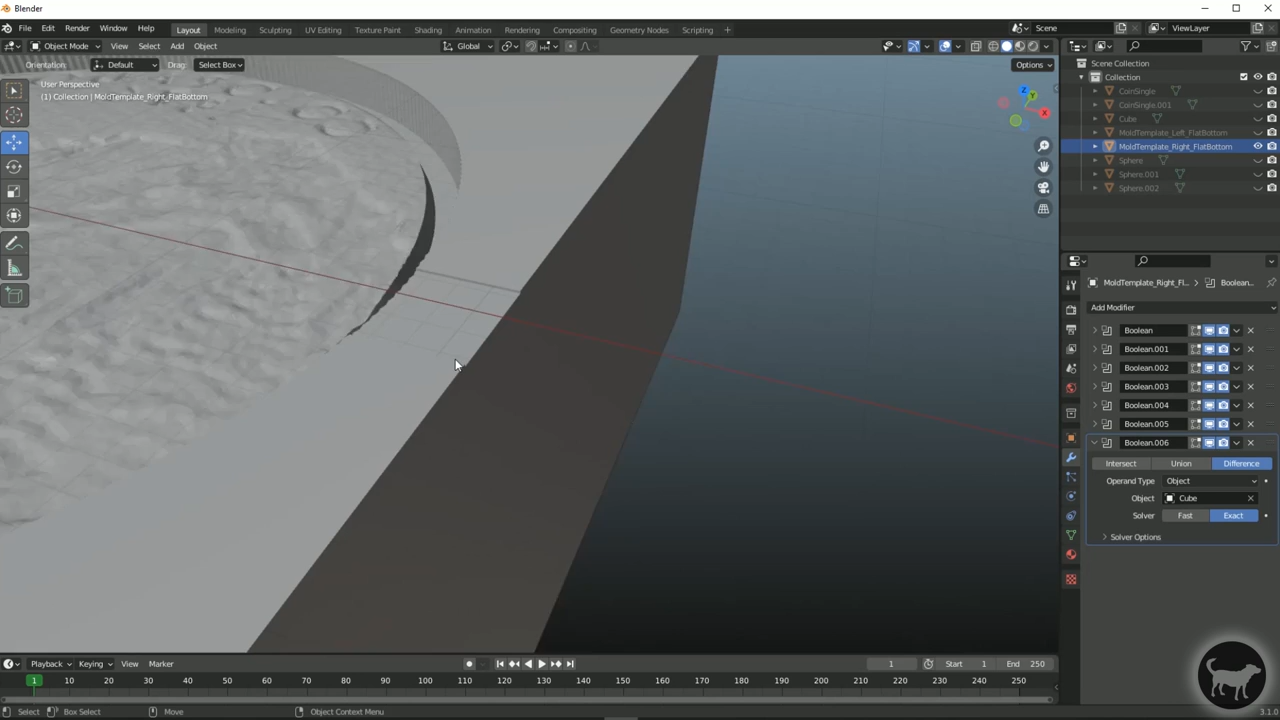 Blender
File Edit Render Window Help
Layout Modeling Sculpting UV Editing Texture Paint Shading Animation Rendering Compositing Geometry Nodes Scripting +
Scene
ViewLayer
Object Mode View Select Add Object
Global
Orientation: Default Drag: Select Box
Options
User Perspective
(1) Collection | MoldTemplate_Right_FlatBottom
Z
Y
X
Scene Collection
Collection
CoinSingle
CoinSingle.001
Cube
MoldTemplate_Left_FlatBottom
MoldTemplate_Right_FlatBottom
Sphere
Sphere.001
Sphere.002
MoldTemplate_Right_Fl... > Boolean...
Add Modifier
Boolean
Boolean.001
Boolean.002
Boolean.003
Boolean.004
Boolean.005
Boolean.006
Intersect Union Difference
Operand Type Object
Object Cube
Solver Fast Exact
Solver Options
Playback Keying View Marker
1 Start 1 End 250
1 10 20 30 40 50 60 70 80 90 100 110 120 130 140 150 160 170 180 190 200 210 220 230 240 250
Select Box Select Move Object Context Menu
3.1.0